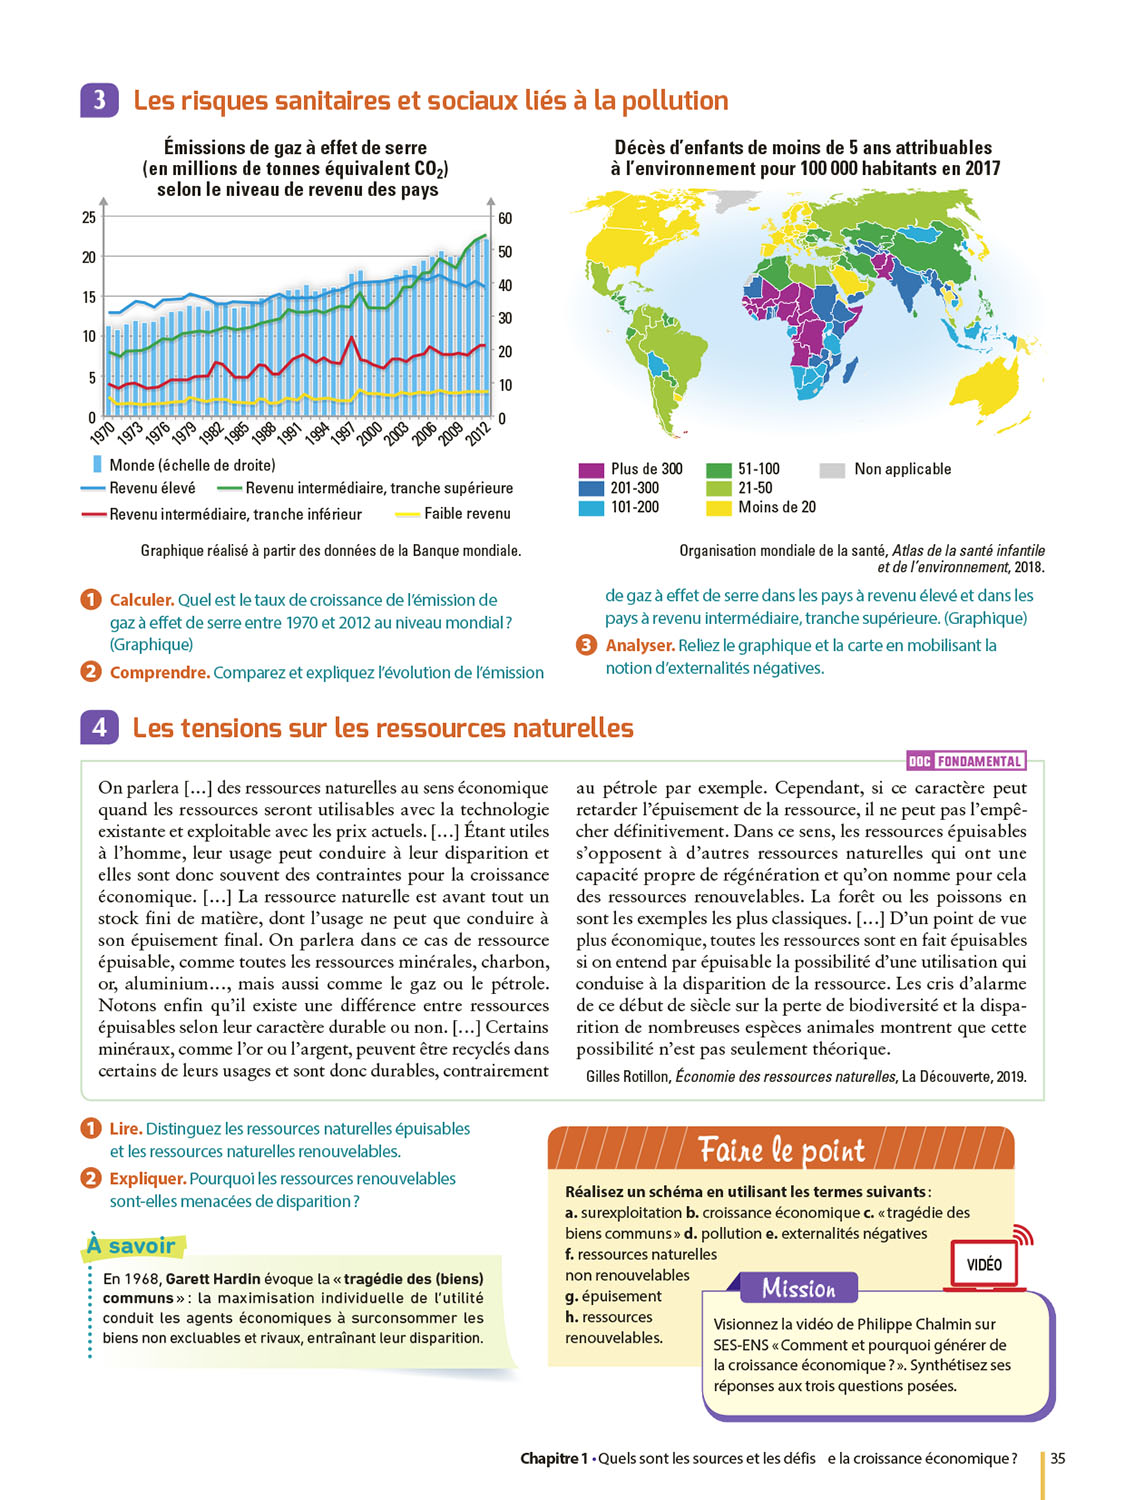 3 Les risques sanitaires et sociaux liés à la pollution
Émissions de gaz à effet de serre
(en millions de tonnes équivalent CO₂)
selon le niveau de revenu des pays
25
20
15
10
5
0
60
50
40
30
20
10
0
1970 1973 1976 1979 1982 1985 1988 1991 1994 1997 2000 2003 2006 2009 2012
Monde (échelle de droite)
Revenu élevé Revenu intermédiaire, tranche supérieure
Revenu intermédiaire, tranche inférieur Faible revenu
Graphique réalisé à partir des données de la Banque mondiale.
Décès d'enfants de moins de 5 ans attribuables
à l'environnement pour 100 000 habitants en 2017
Plus de 300 51-100 Non applicable
201-300 21-50
101-200 Moins de 20
Organisation mondiale de la santé, Atlas de la santé infantile
et de l'environnement, 2018.
1 Calculer. Quel est le taux de croissance de l'émission de
gaz à effet de serre entre 1970 et 2012 au niveau mondial ?
(Graphique)
2 Comprendre. Comparez et expliquez l'évolution de l'émission
de gaz à effet de serre dans les pays à revenu élevé et dans les
pays à revenu intermédiaire, tranche supérieure. (Graphique)
3 Analyser. Reliez le graphique et la carte en mobilisant la
notion d'externalités négatives.
4 Les tensions sur les ressources naturelles
DOC FONDAMENTAL
On parlera [...] des ressources naturelles au sens économique
quand les ressources seront utilisables avec la technologie
existante et exploitable avec les prix actuels. [...] Étant utiles
à l'homme, leur usage peut conduire à leur disparition et
elles sont donc souvent des contraintes pour la croissance
économique. [...] La ressource naturelle est avant tout un
stock fini de matière, dont l'usage ne peut que conduire à
son épuisement final. On parlera dans ce cas de ressource
épuisable, comme toutes les ressources minérales, charbon,
or, aluminium..., mais aussi comme le gaz ou le pétrole.
Notons enfin qu'il existe une différence entre ressources
épuisables selon leur caractère durable ou non. [...] Certains
minéraux, comme l'or ou l'argent, peuvent être recyclés dans
certains de leurs usages et sont donc durables, contrairement
au pétrole par exemple. Cependant, si ce caractère peut
retarder l'épuisement de la ressource, il ne peut pas l'empê-
cher définitivement. Dans ce sens, les ressources épuisables
s'opposent à d'autres ressources naturelles qui ont une
capacité propre de régénération et qu'on nomme pour cela
des ressources renouvelables. La forêt ou les poissons en
sont les exemples les plus classiques. [...] D'un point de vue
plus économique, toutes les ressources sont en fait épuisables
si on entend par épuisable la possibilité d'une utilisation qui
conduise à la disparition de la ressource. Les cris d'alarme
de ce début de siècle sur la perte de biodiversité et la dispa-
rition de nombreuses espèces animales montrent que cette
possibilité n'est pas seulement théorique.
Gilles Rotillon, Économie des ressources naturelles, La Découverte, 2019.
1 Lire. Distinguez les ressources naturelles épuisables
et les ressources naturelles renouvelables.
2 Expliquer. Pourquoi les ressources renouvelables
sont-elles menacées de disparition ?
À savoir
En 1968, Garett Hardin évoque la « tragédie des (biens)
communs » : la maximisation individuelle de l'utilité
conduit les agents économiques à surconsommer les
biens non excluables et rivaux, entraînant leur disparition.
Faire le point
Réalisez un schéma en utilisant les termes suivants :
a. surexploitation b. croissance économique c. « tragédie des
biens communs » d. pollution e. externalités négatives
f. ressources naturelles
non renouvelables
g. épuisement
h. ressources
renouvelables.
VIDÉO
Mission
Visionnez la vidéo de Philippe Chalmin sur
SES-ENS « Comment et pourquoi générer de
la croissance économique ? ». Synthétisez ses
réponses aux trois questions posées.
Chapitre 1 • Quels sont les sources et les défis e la croissance économique ? 35